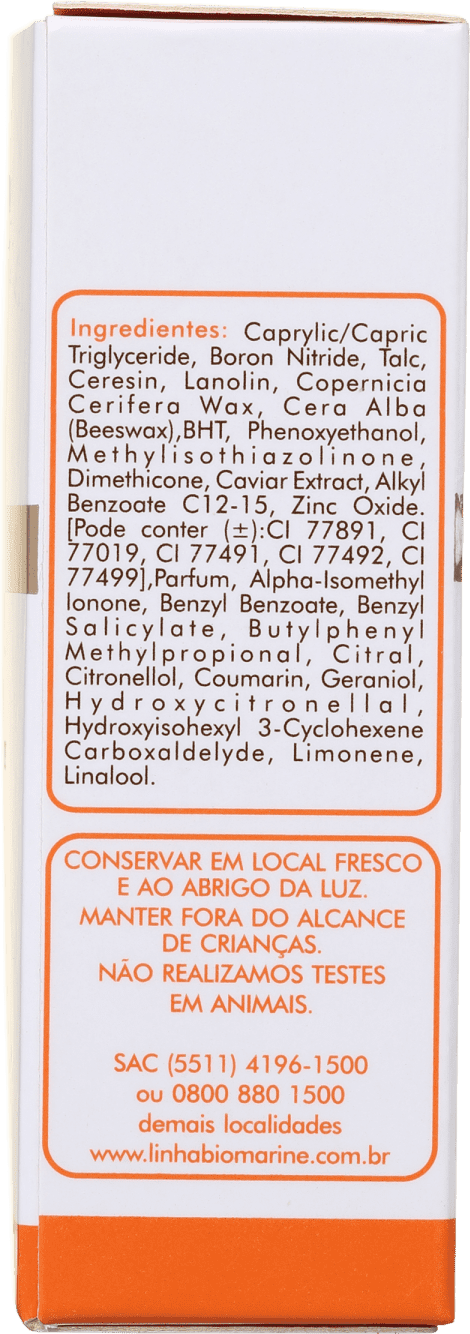 Ingredientes: Caprylic/Capric
Triglyceride, Boron Nitride, Talc,
Ceresin, Lanolin, Copernicia
Cerifera Wax, Cera Alba
(Beeswax),BHT, Phenoxyethanol,
Methylisothiazolinone,
Dimethicone, Caviar Extract, Alkyl
Benzoate C12-15, Zinc Oxide.
[Pode conter (±):CI 77891, CI
77019, CI 77491, CI 77492, CI
77499],Parfum, Alpha-Isomethyl
Ionone, Benzyl Benzoate, Benzyl
Salicylate, Butylphenyl
Methylpropional, Citral,
Citronellol, Coumarin, Geraniol,
Hydroxycitronellal,
Hydroxyisohexyl 3-Cyclohexene
Carboxaldelyde, Limonene,
Linalool.
CONSERVAR EM LOCAL FRESCO
E AO ABRIGO DA LUZ.
MANTER FORA DO ALCANCE
DE CRIANÇAS.
NÃO REALIZAMOS TESTES
EM ANIMAIS.
SAC (5511) 4196-1500
ou 0800 880 1500
demais localidades
www.linhabiomarine.com.br